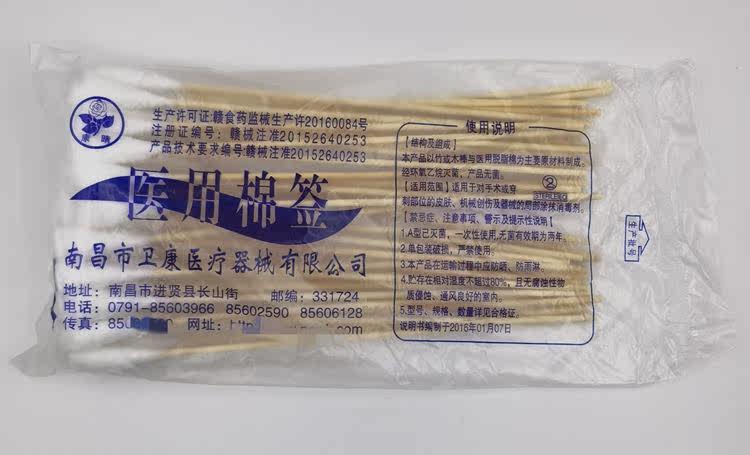 康晴
生产许可证:赣食药监械生产许20160084号
注册证编号: 赣械注准20152640253
产品技术要求编号:赣械注准20152640253
医用棉签
南昌市卫康医疗器械有限公司
地址: 南昌市进贤县长山街 邮编: 331724
电话: 0791-85603966 85602590 85606128
传真: 网址:
使用说明
【结构及组成】
本产品以竹或木棒与医用脱脂棉为主要原材料制成。
经环氧乙烷灭菌, 产品无菌。
【适用范围】适用于对手术或穿
刺部位的皮肤、机械创伤及器械的局部涂抹消毒剂。
【禁忌症、注意事项、警示及提示性说明】
1.A型已灭菌, 一次性使用,无菌有效期为两年。
2.单包装破损, 严禁使用。
3.本产品在运输过程中应防晒、防雨淋。
4.贮存在相对湿度不超过80%, 且无腐蚀性物
质侵蚀、通风良好的室内。
5.型号、规格、数量详见合格证。
说明书编制于2016年01月07日
生产批号